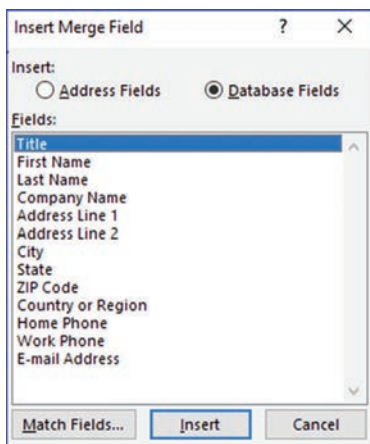 Insert Merge Field ? X
Insert:
Address Fields Database Fields
Fields:
Title
First Name
Last Name
Company Name
Address Line 1
Address Line 2
City
State
ZIP Code
Country or Region
Home Phone
Work Phone
E-mail Address
Match Fields... Insert Cancel